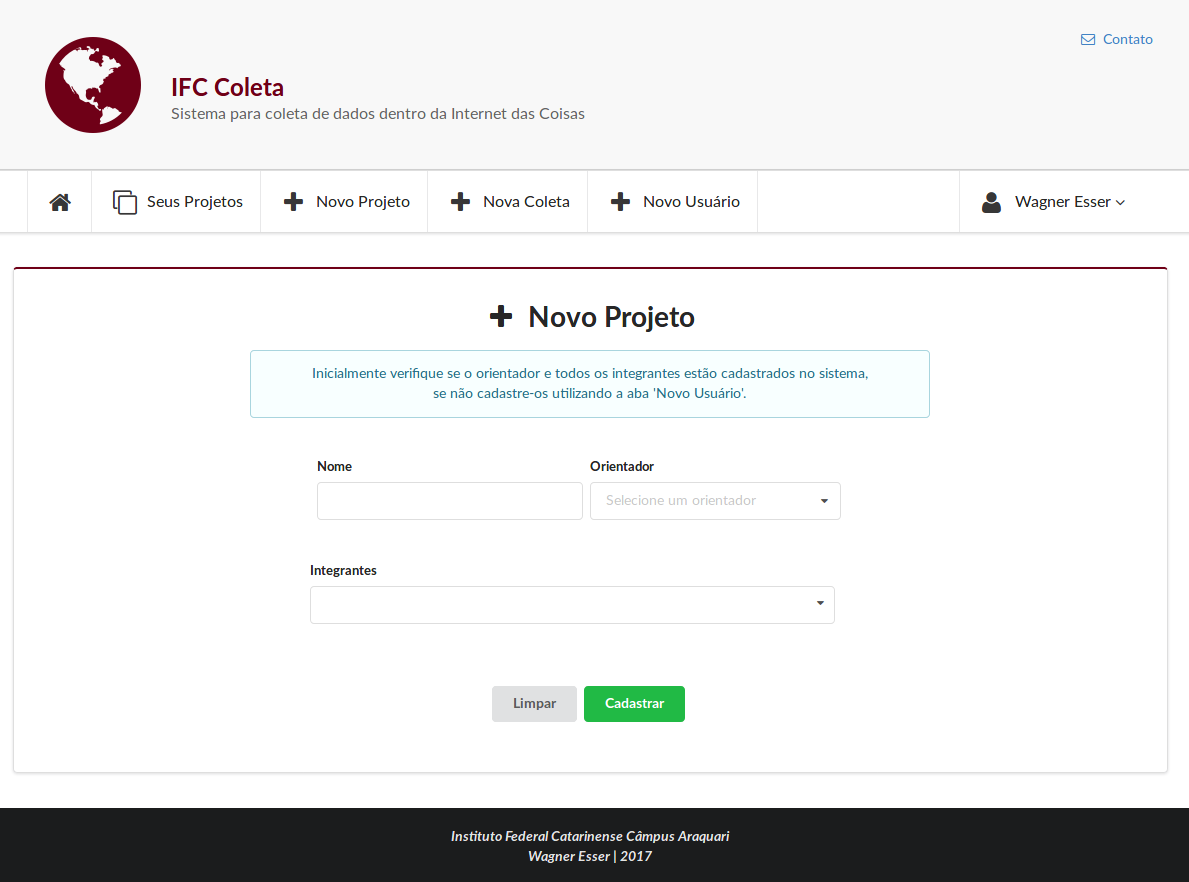 Contato
IFC Coleta
Sistema para coleta de dados dentro da Internet das Coisas
Seus Projetos
Novo Projeto
Nova Coleta
Novo Usuário
Wagner Esser
Novo Projeto
Inicialmente verifique se o orientador e todos os integrantes estão cadastrados no sistema,
se não cadastre-os utilizando a aba 'Novo Usuário'.
Nome
Orientador
Selecione um orientador
Integrantes
Limpar
Cadastrar
Instituto Federal Catarinense Câmpus Araquari
Wagner Esser | 2017